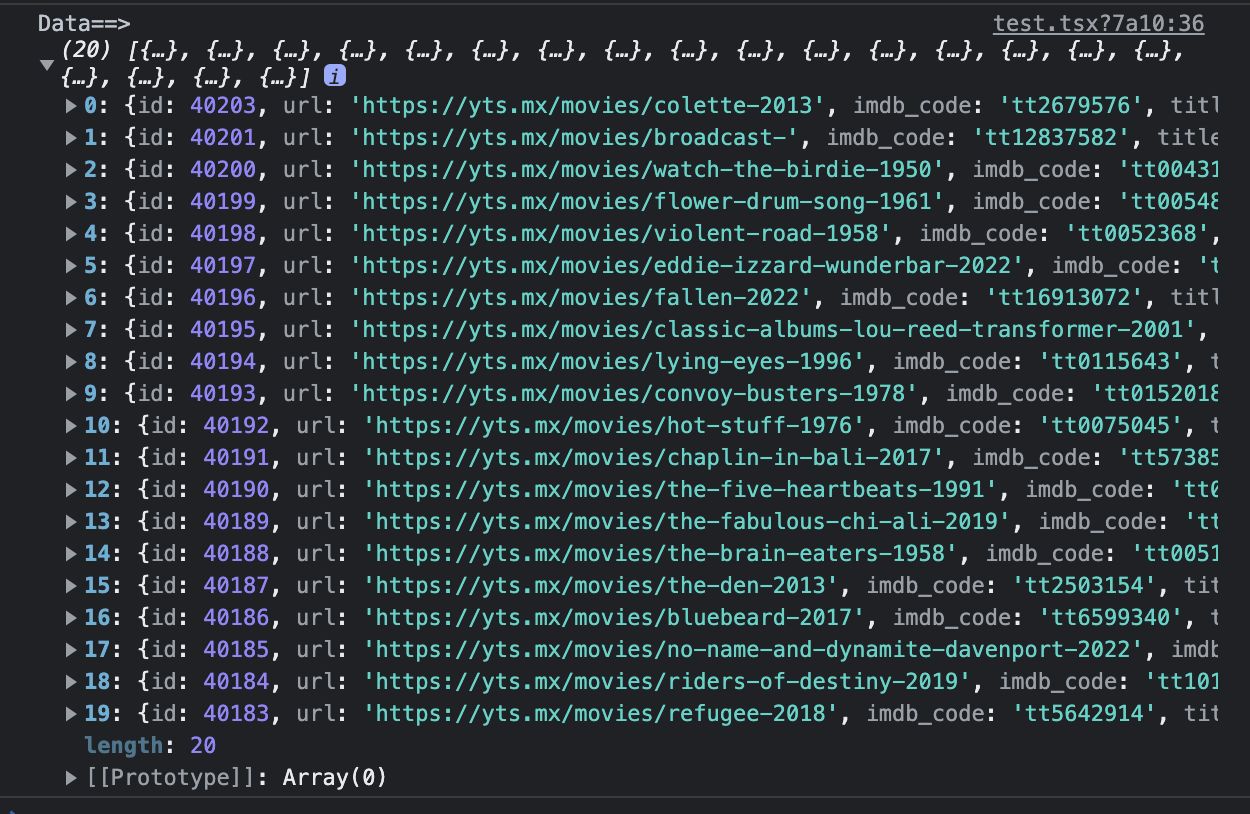 Data==> test.tsx?7a10:36
(20) [{…}, {…}, {…}, {…}, {…}, {…}, {…}, {…}, {…}, {…}, {…}, {…}, {…}, {…}, {…}, {…},
{…}, {…}, {…}, {…}] i
0: {id: 40203, url: 'https://yts.mx/movies/colette-2013', imdb_code: 'tt2679576', titl
1: {id: 40201, url: 'https://yts.mx/movies/broadcast-', imdb_code: 'tt12837582', title
2: {id: 40200, url: 'https://yts.mx/movies/watch-the-birdie-1950', imdb_code: 'tt00431
3: {id: 40199, url: 'https://yts.mx/movies/flower-drum-song-1961', imdb_code: 'tt00548
4: {id: 40198, url: 'https://yts.mx/movies/violent-road-1958', imdb_code: 'tt0052368',
5: {id: 40197, url: 'https://yts.mx/movies/eddie-izzard-wunderbar-2022', imdb_code: 't
6: {id: 40196, url: 'https://yts.mx/movies/fallen-2022', imdb_code: 'tt16913072', titl
7: {id: 40195, url: 'https://yts.mx/movies/classic-albums-lou-reed-transformer-2001',
8: {id: 40194, url: 'https://yts.mx/movies/lying-eyes-1996', imdb_code: 'tt0115643', t
9: {id: 40193, url: 'https://yts.mx/movies/convoy-busters-1978', imdb_code: 'tt0152018
10: {id: 40192, url: 'https://yts.mx/movies/hot-stuff-1976', imdb_code: 'tt0075045', t
11: {id: 40191, url: 'https://yts.mx/movies/chaplin-in-bali-2017', imdb_code: 'tt57385
12: {id: 40190, url: 'https://yts.mx/movies/the-five-heartbeats-1991', imdb_code: 'tt0
13: {id: 40189, url: 'https://yts.mx/movies/the-fabulous-chi-ali-2019', imdb_code: 'tt
14: {id: 40188, url: 'https://yts.mx/movies/the-brain-eaters-1958', imdb_code: 'tt0051
15: {id: 40187, url: 'https://yts.mx/movies/the-den-2013', imdb_code: 'tt2503154', tit
16: {id: 40186, url: 'https://yts.mx/movies/bluebeard-2017', imdb_code: 'tt6599340', t
17: {id: 40185, url: 'https://yts.mx/movies/no-name-and-dynamite-davenport-2022', imdb
18: {id: 40184, url: 'https://yts.mx/movies/riders-of-destiny-2019', imdb_code: 'tt101
19: {id: 40183, url: 'https://yts.mx/movies/refugee-2018', imdb_code: 'tt5642914', tit
length: 20
[[Prototype]]: Array(0)